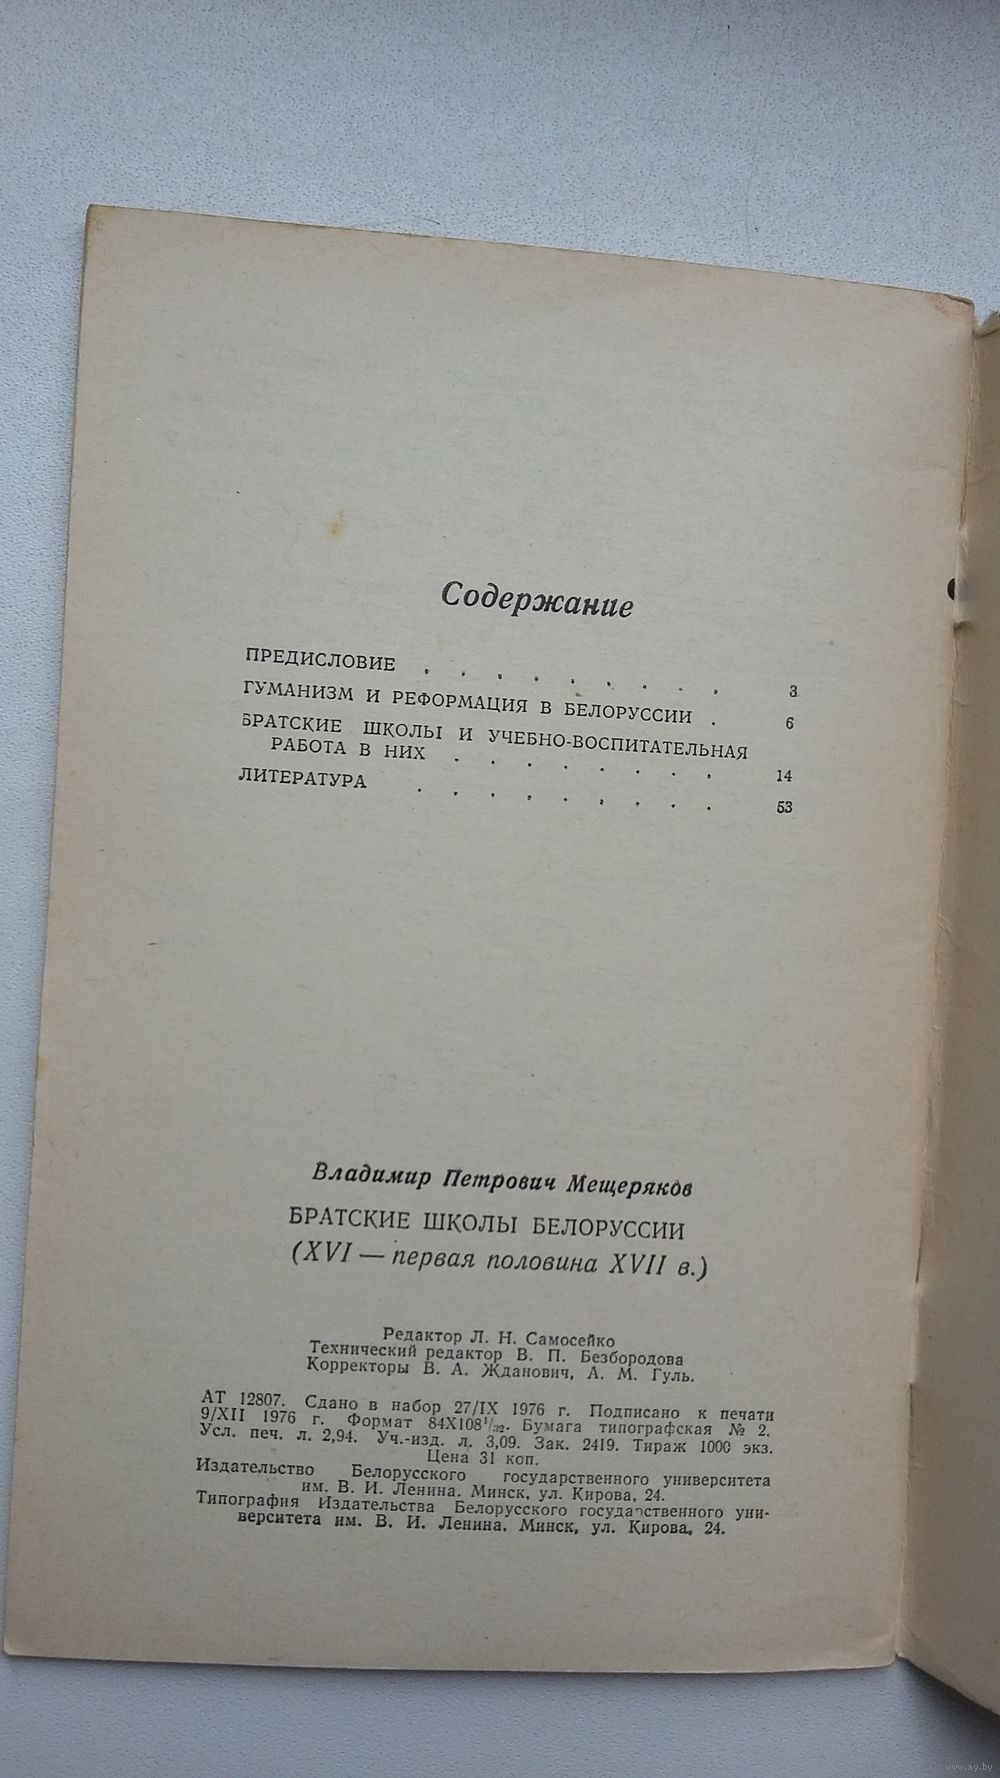 Содержание
ПРЕДИСЛОВИЕ . . . . . . . . . 3
ГУМАНИЗМ И РЕФОРМАЦИЯ В БЕЛОРУССИИ . 6
БРАТСКИЕ ШКОЛЫ И УЧЕБНО-ВОСПИТАТЕЛЬНАЯ
РАБОТА В НИХ . . . . . . . . 14
ЛИТЕРАТУРА . . . . . . . . . 53
Владимир Петрович Мещеряков
БРАТСКИЕ ШКОЛЫ БЕЛОРУССИИ
(XVI — первая половина XVII в.)
Редактор Л. Н. Самосейко
Технический редактор В. П. Безбородова
Корректоры В. А. Жданович, А. М. Гуль.
АТ 12807. Сдано в набор 27/IX 1976 г. Подписано к печати
9/XII 1976 г. Формат 84X108¹/₃₂. Бумага типографская № 2.
Усл. печ. л. 2,94. Уч.-изд. л. 3,09. Зак. 2419. Тираж 1000 экз.
Цена 31 коп.
Издательство Белорусского государственного университета
им. В. И. Ленина. Минск, ул. Кирова, 24.
Типография Издательства Белорусского государственного уни-
верситета им. В. И. Ленина. Минск, ул. Кирова, 24.
www.ay.by